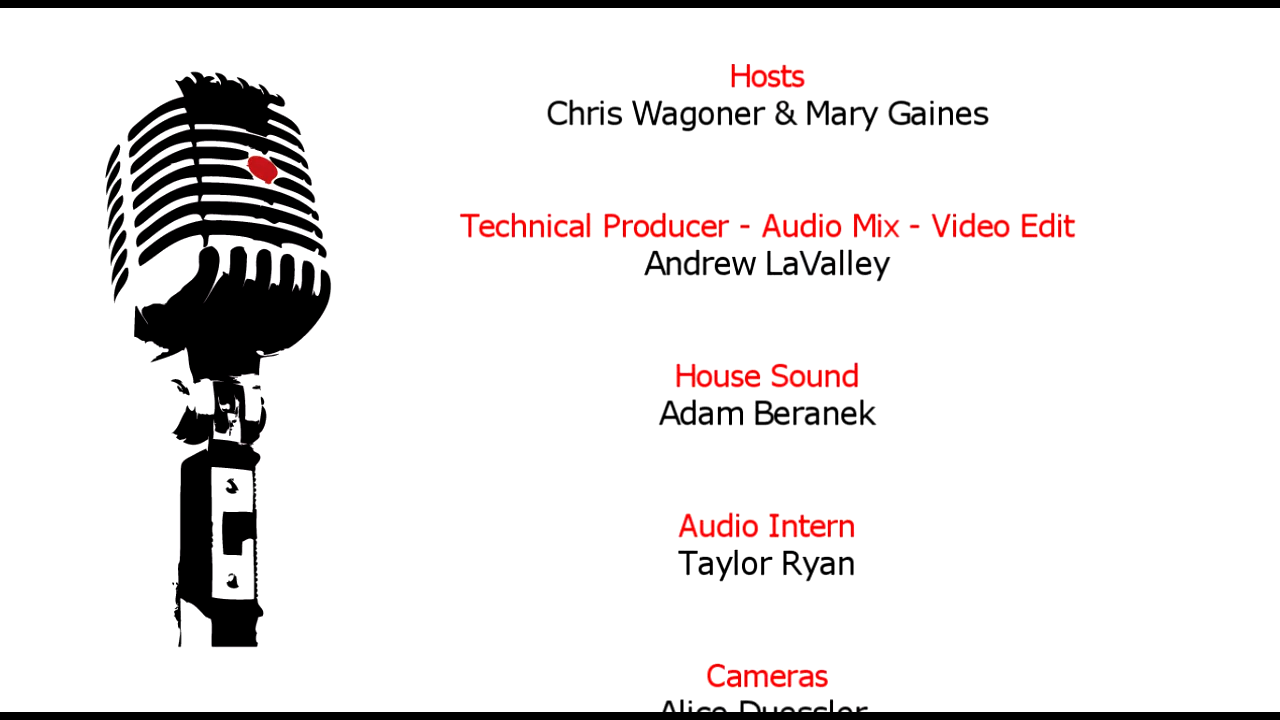 Hosts
Chris Wagoner & Mary Gaines
Technical Producer - Audio Mix - Video Edit
Andrew LaValley
House Sound
Adam Beranek
Audio Intern
Taylor Ryan
Cameras